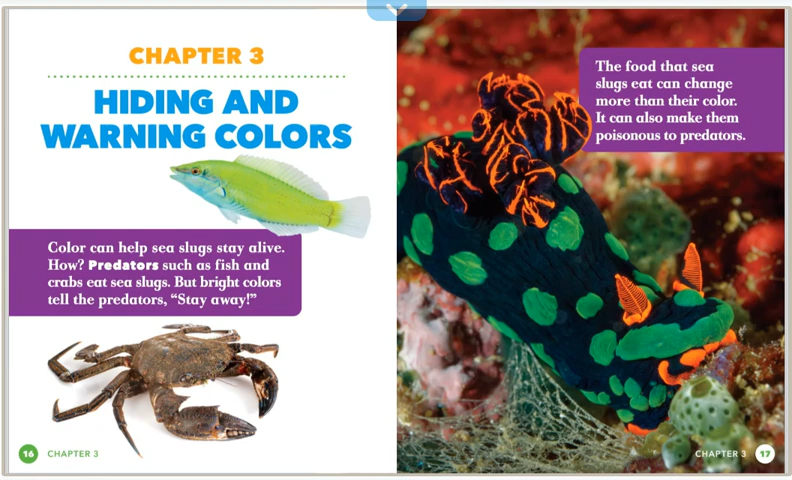 CHAPTER 3
HIDING AND
WARNING COLORS
Color can help sea slugs stay alive.
How? Predators such as fish and
crabs eat sea slugs. But bright colors
tell the predators, “Stay away!”
16 CHAPTER 3
The food that sea
slugs eat can change
more than their color.
It can also make them
poisonous to predators.
CHAPTER 3 17